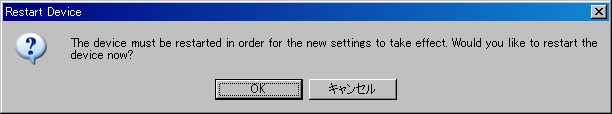 Restart Device
The device must be restarted in order for the new settings to take effect. Would you like to restart the
device now?
OK
キャンセル